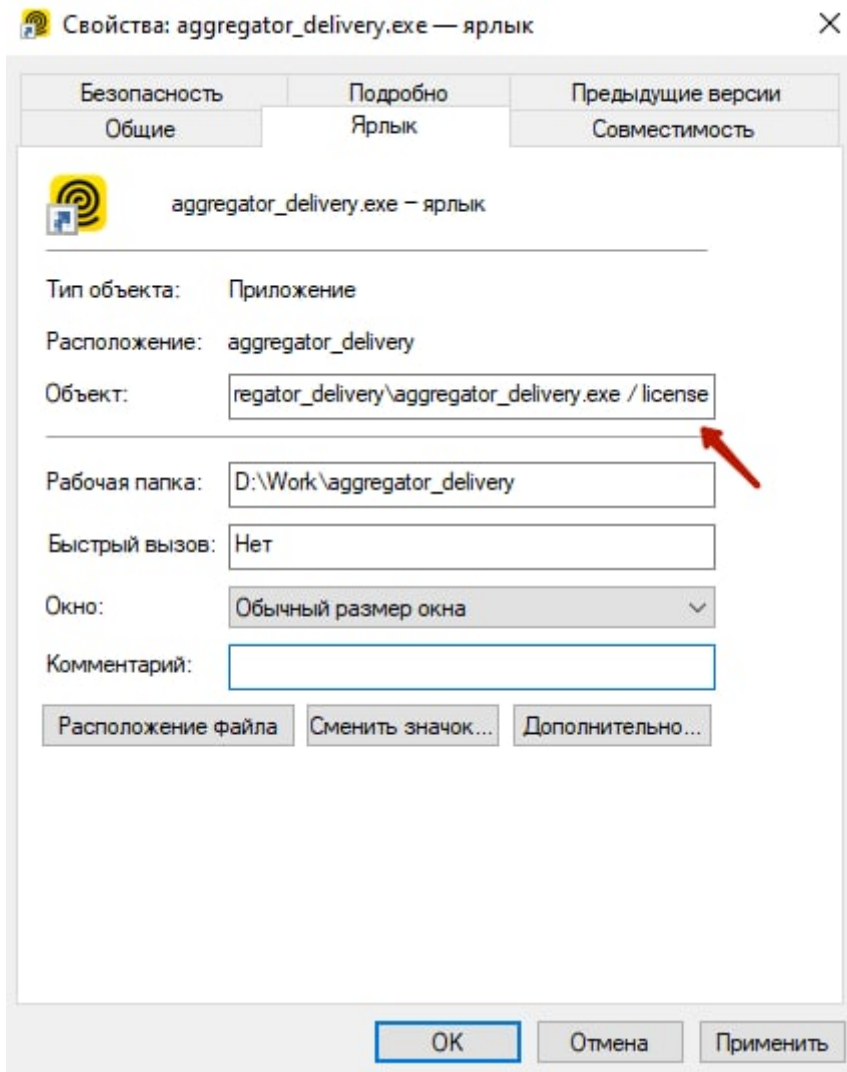 Свойства: aggregator_delivery.exe — ярлык
Безопасность Подробно Предыдущие версии
Общие Ярлык Совместимость
aggregator_delivery.exe – ярлык
Тип объекта: Приложение
Расположение: aggregator_delivery
Объект: regator_delivery\aggregator_delivery.exe / license
Рабочая папка: D:\Work\aggregator_delivery
Быстрый вызов: Нет
Окно: Обычный размер окна
Комментарий:
Расположение файла Сменить значок... Дополнительно...
ОК Отмена Применить